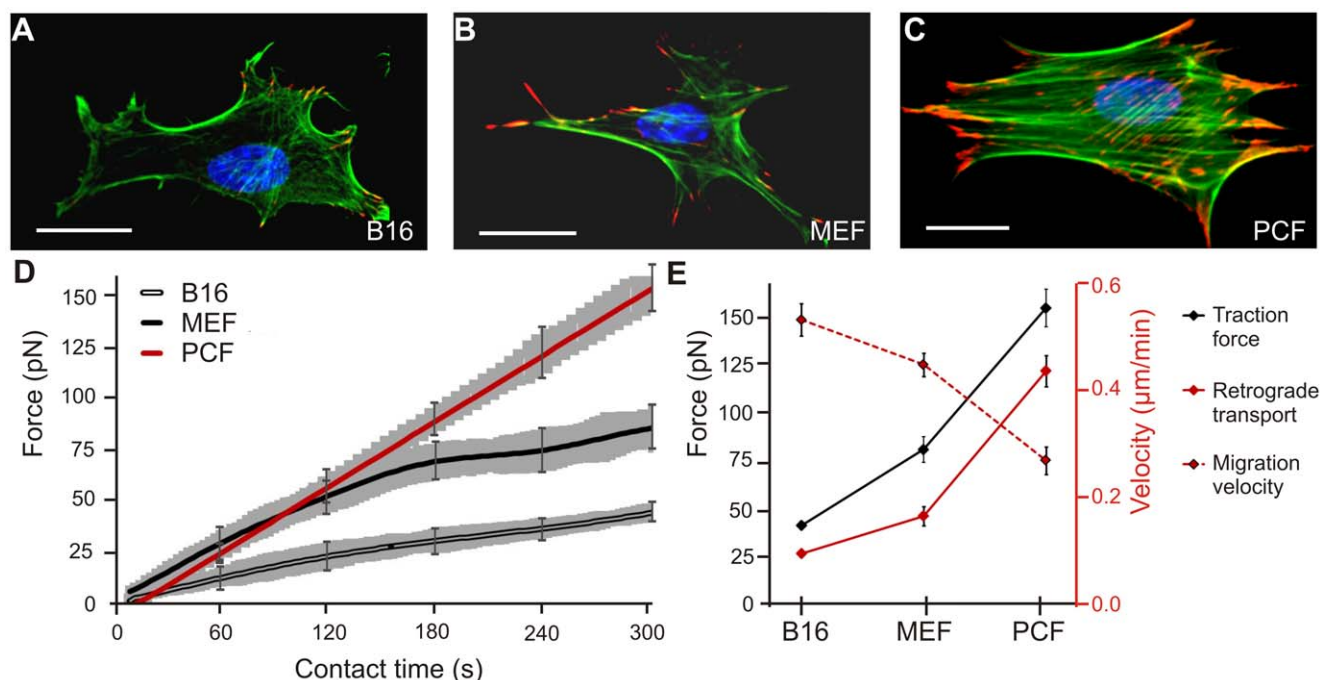 A
B16
B
MEF
C
PCF
D
B16
MEF
PCF
Force (pN)
150
125
100
75
50
25
0
0 60 120 180 240 300
Contact time (s)
E
Force (pN)
150
125
100
75
50
25
0
B16 MEF PCF
0.6
0.4
0.2
0.0
Velocity (µm/min)
Traction
force
Retrograde
transport
Migration
velocity